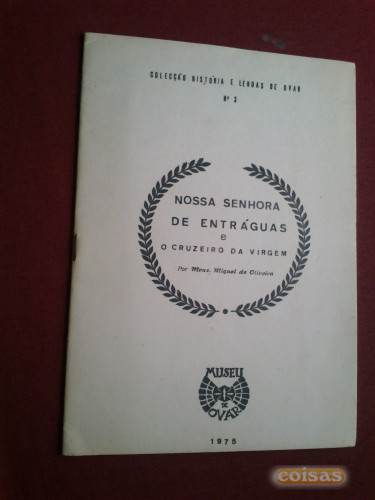 COLECÇÃO HISTÓRIA E LENDAS DE OVAR
Nº 3
NOSSA SENHORA
DE ENTRÁGUAS
e
O CRUZEIRO DA VIRGEM
Por Mons. Miguel de Oliveira
MUSEU
DE
OVAR
1975
coisas